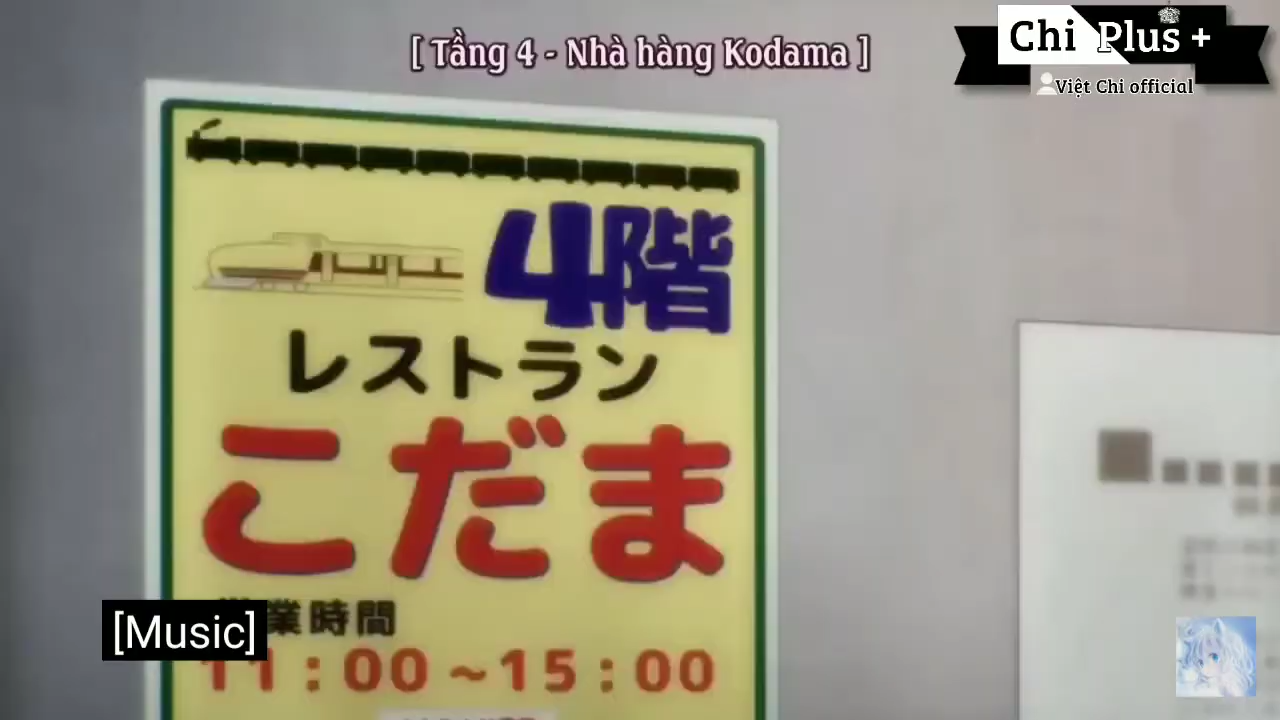 [ Tầng 4 - Nhà hàng Kodama ]
Chi Plus +
Việt Chi official
4階
レストラン
こだま
業時間
[Music]
11:00~15:00